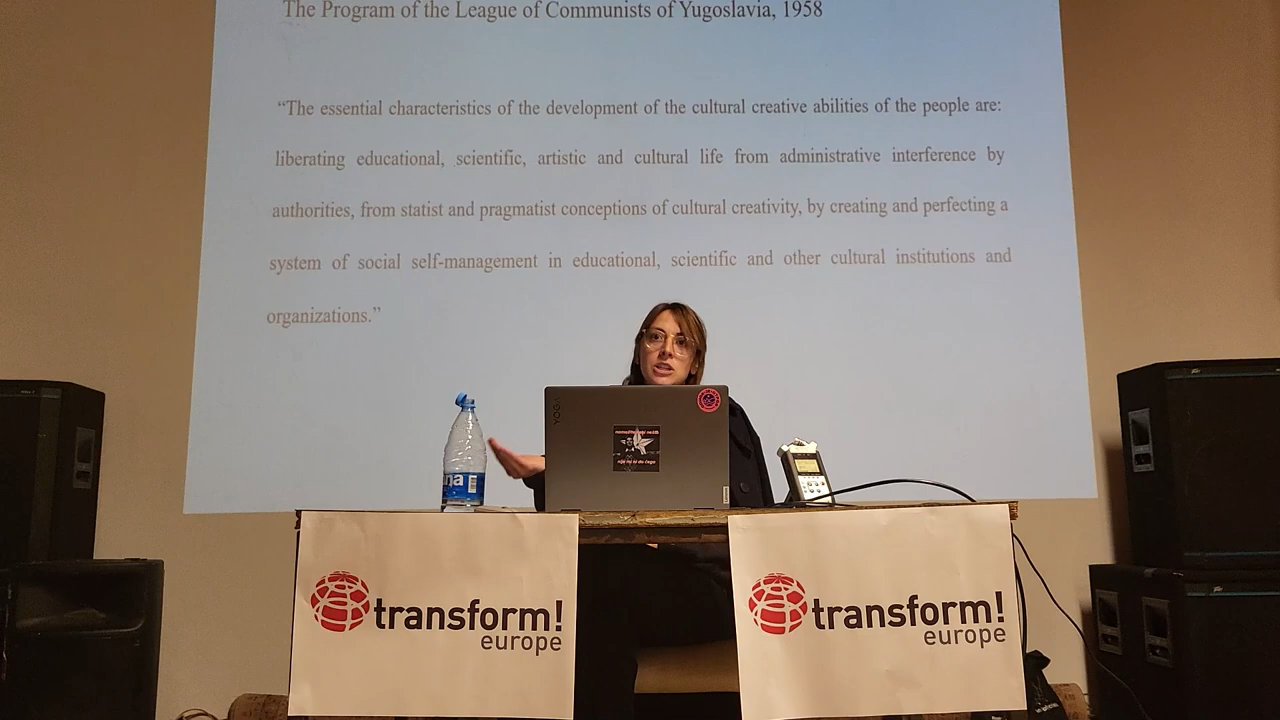 The Program of the League of Communists of Yugoslavia, 1958
“The essential characteristics of the development of the cultural creative abilities of the people are:
liberating educational, scientific, artistic and cultural life from administrative interference by
authorities, from statist and pragmatist conceptions of cultural creativity, by creating and perfecting a
system of social self-management in educational, scientific and other cultural institutions and
organizations.”
YOGA
transform!
europe
transform!
europe